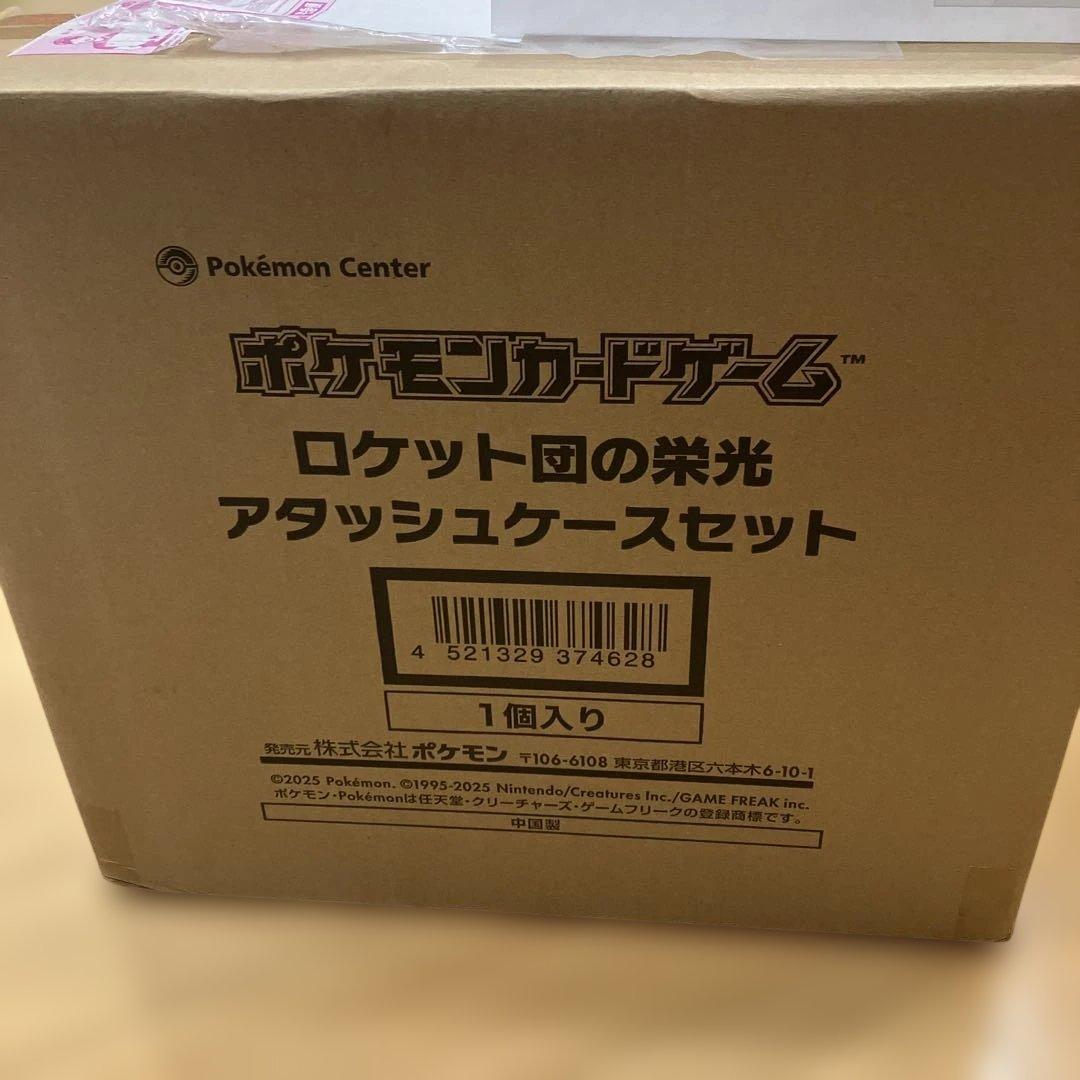 Pokémon Center
ポケモンカードゲーム™
ロケット団の栄光
アタッシュケースセット
4 521329 374628
1個入り
発売元 株式会社 ポケモン 〒106-6108 東京都港区六本木6-10-1
©2025 Pokémon. ©1995-2025 Nintendo/Creatures Inc./GAME FREAK inc.
ポケモン・Pokémonは任天堂・クリーチャーズ・ゲームフリークの登録商標です。
中国製